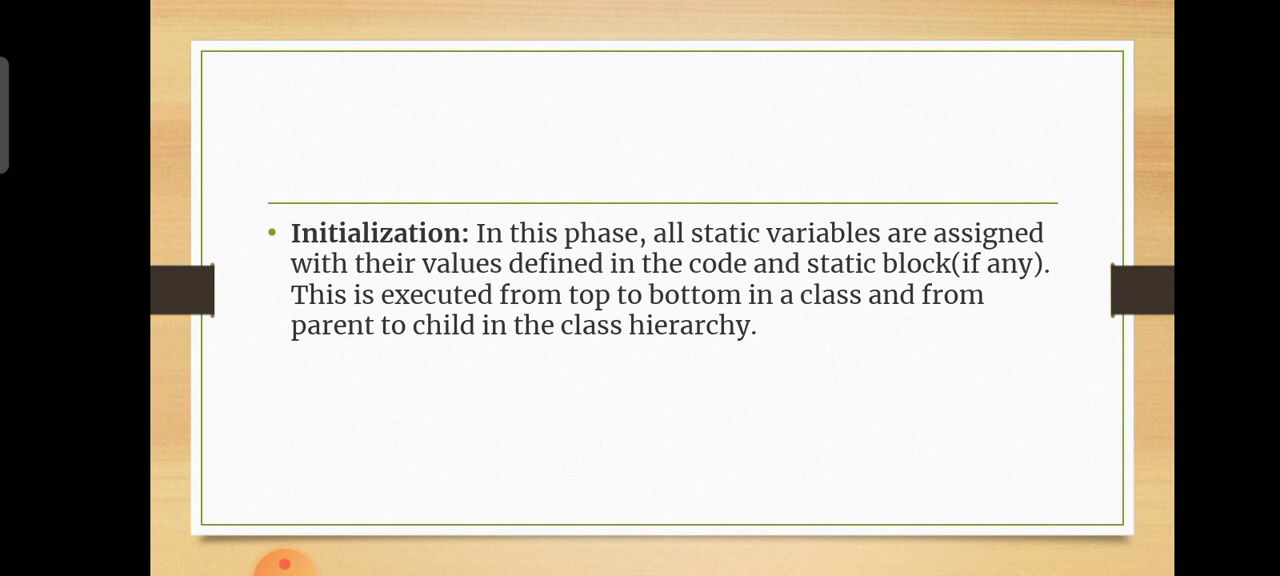 • Initialization: In this phase, all static variables are assigned
with their values defined in the code and static block(if any).
This is executed from top to bottom in a class and from
parent to child in the class hierarchy.